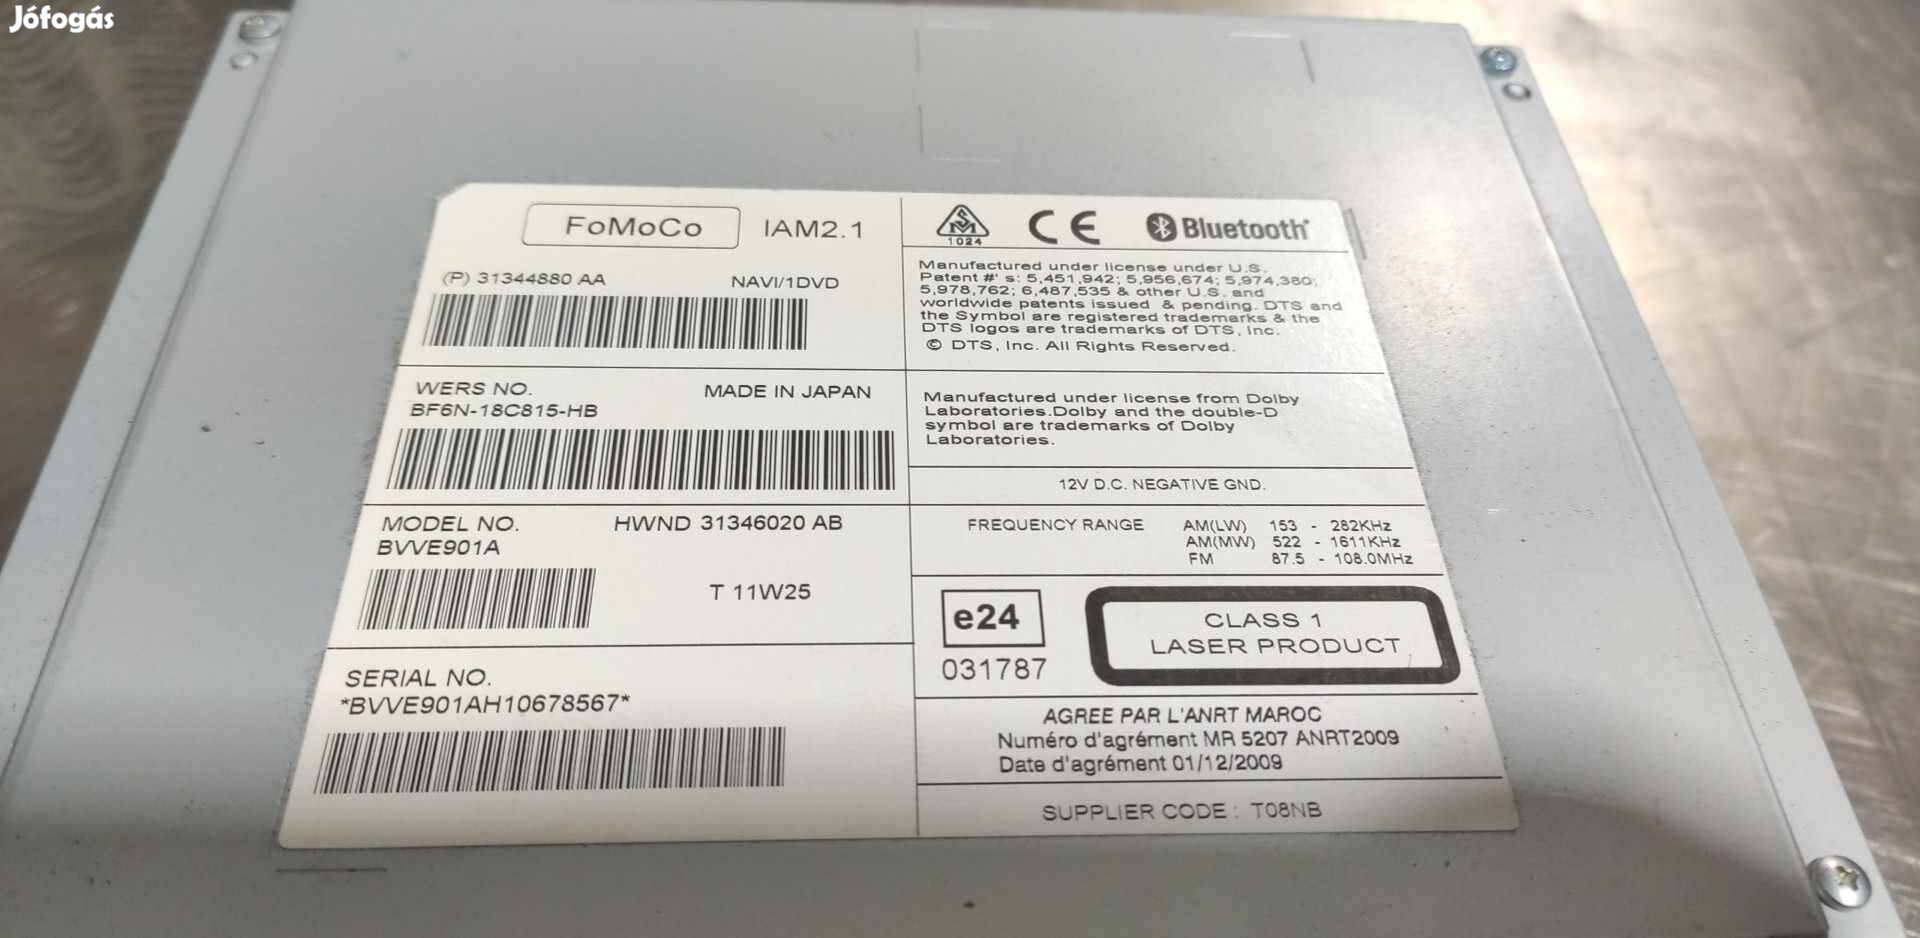 Jófogás
FoMoCo IAM2.1
(P) 31344880 AA NAVI/1DVD
WERS NO. MADE IN JAPAN
BF6N-18C815-HB
MODEL NO. HWND 31346020 AB
BVVE901A
T 11W25
SERIAL NO.
*BVVE901AH10678567*
SM
1024
CE
Bluetooth®
Manufactured under license under U.S.
Patent #' s: 5,451,942; 5,956,674; 5,974,380;
5,978,762; 6,487,535 & other U.S. and
worldwide patents issued & pending. DTS and
the Symbol are registered trademarks & the
DTS logos are trademarks of DTS, Inc.
© DTS, Inc. All Rights Reserved.
Manufactured under license from Dolby
Laboratories.Dolby and the double-D
symbol are trademarks of Dolby
Laboratories.
12V D.C. NEGATIVE GND.
FREQUENCY RANGE AM(LW) 153 - 282KHz
AM(MW) 522 - 1611KHz
FM 87.5 - 108.0MHz
e24
031787
CLASS 1
LASER PRODUCT
AGREE PAR L'ANRT MAROC
Numéro d'agrément MR 5207 ANRT2009
Date d'agrément 01/12/2009
SUPPLIER CODE : T08NB